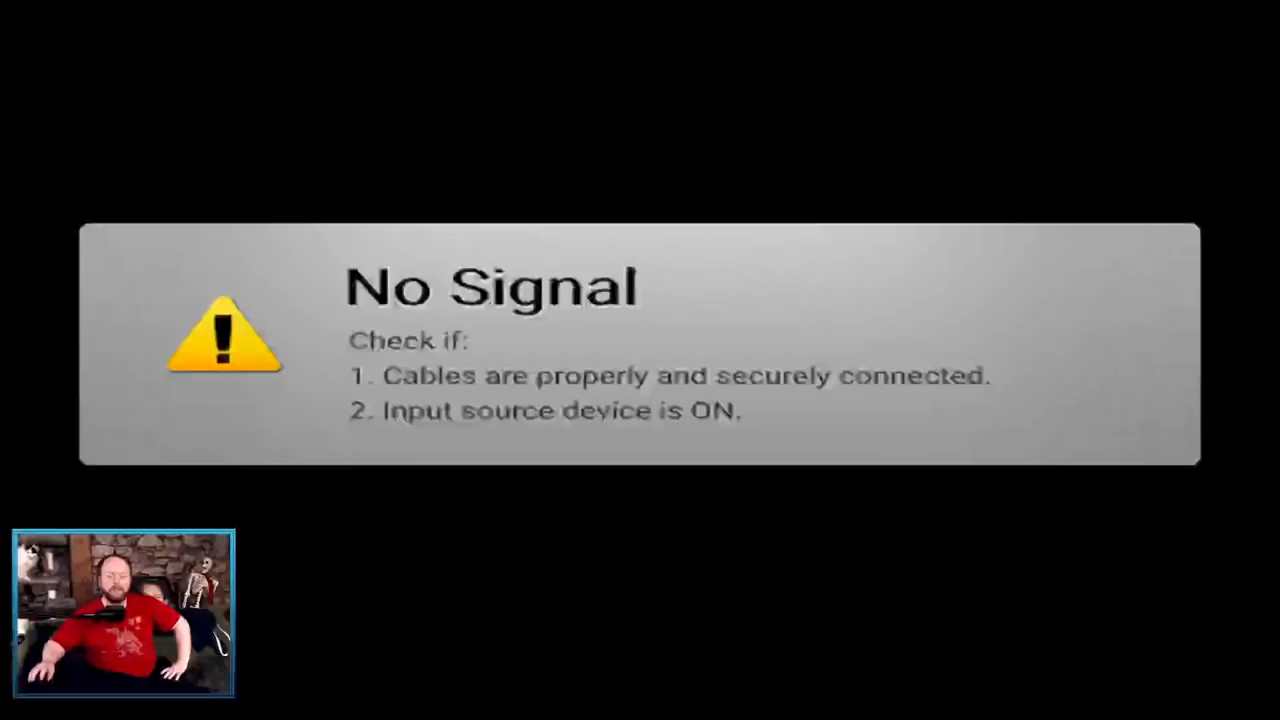 No Signal
Check if:
1. Cables are properly and securely connected.
2. Input source device is ON.